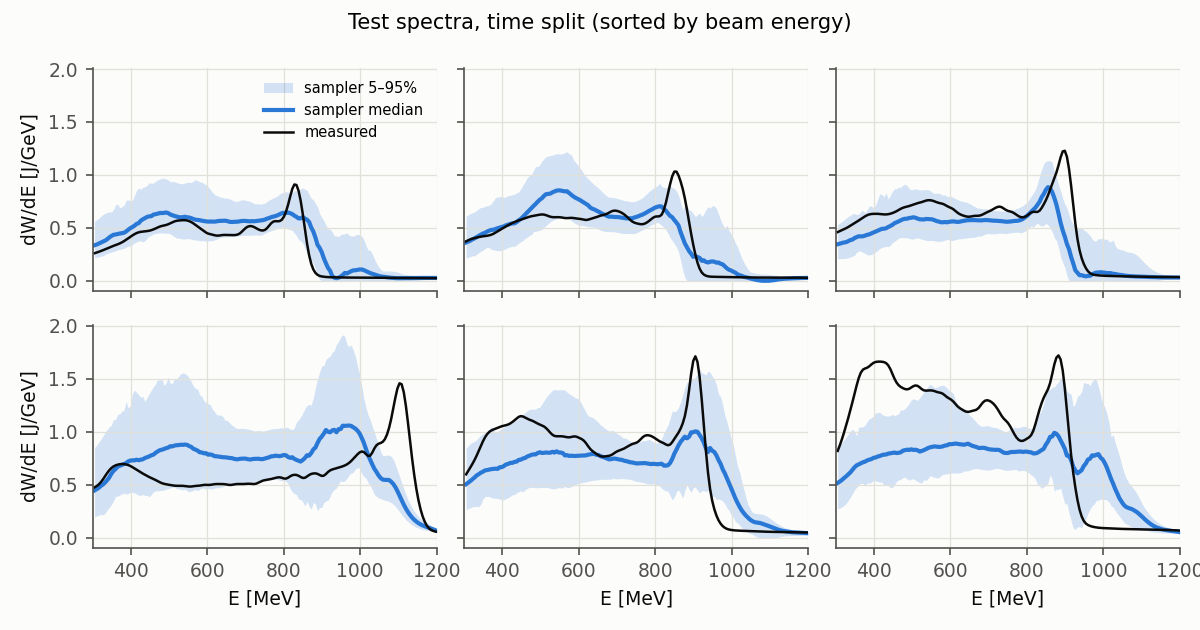 Test spectra, time split (sorted by beam energy)
2.0
1.5
1.0
0.5
0.0
dW/dE [J/GeV]
sampler 5–95%
sampler median
measured
2.0
1.5
1.0
0.5
0.0
dW/dE [J/GeV]
400 600 800 1000 1200
400 600 800 1000 1200
400 600 800 1000 1200
E [MeV]
E [MeV]
E [MeV]